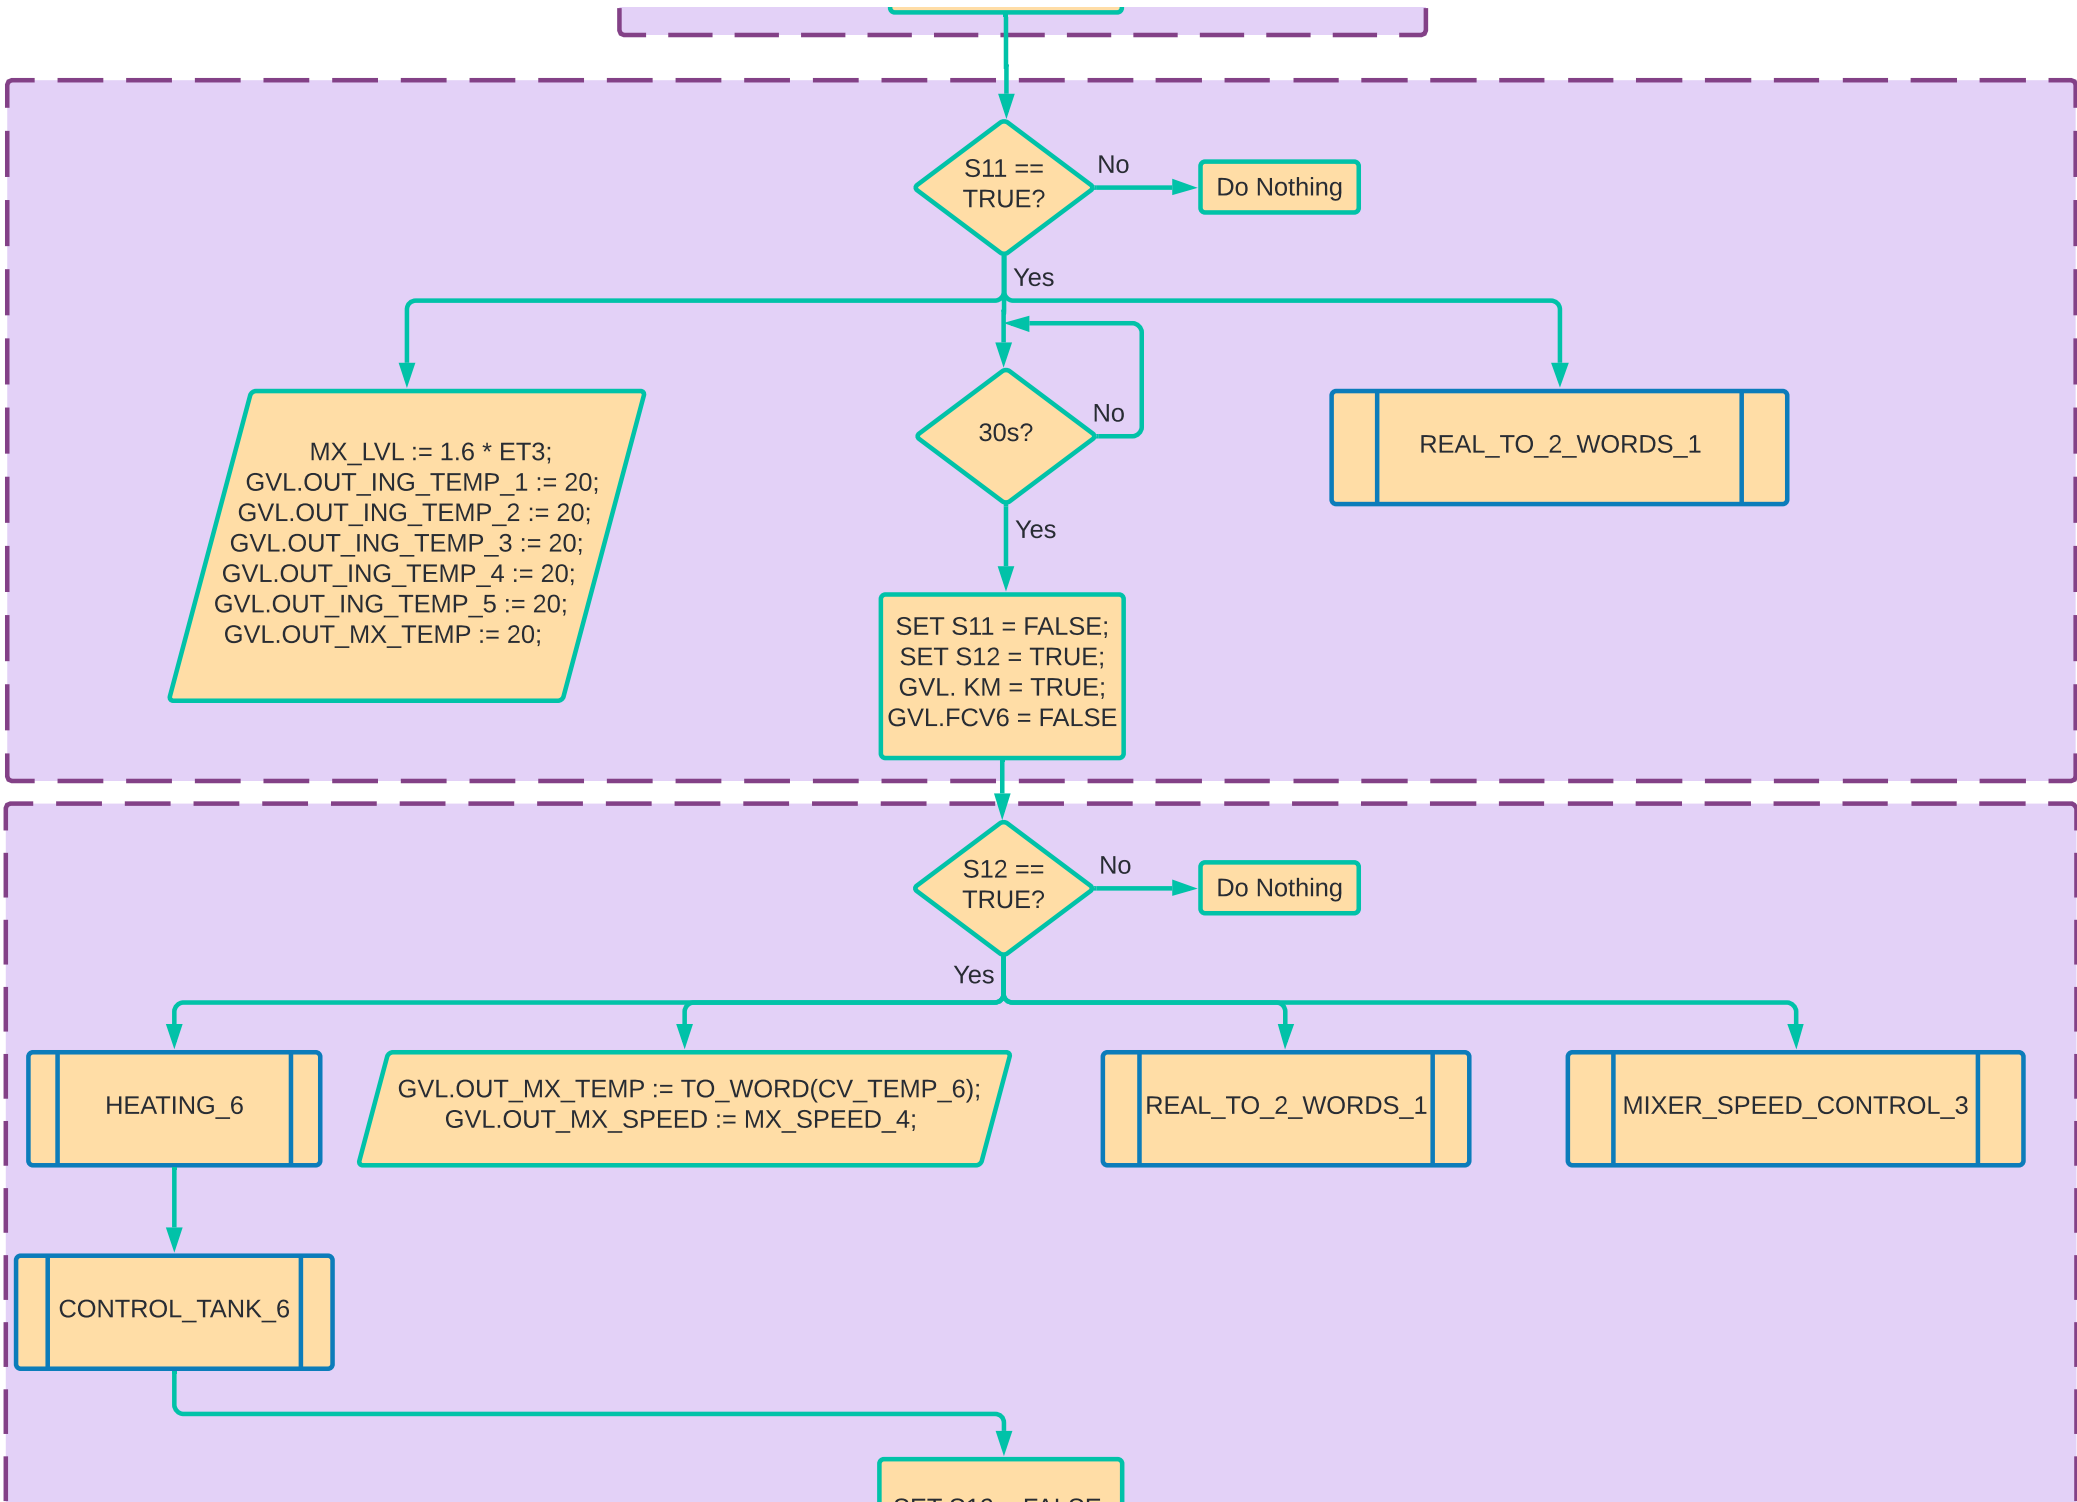 S11 ==
TRUE?
No
Do Nothing
Yes
MX_LVL := 1.6 * ET3;
GVL.OUT_ING_TEMP_1 := 20;
GVL.OUT_ING_TEMP_2 := 20;
GVL.OUT_ING_TEMP_3 := 20;
GVL.OUT_ING_TEMP_4 := 20;
GVL.OUT_ING_TEMP_5 := 20;
GVL.OUT_MX_TEMP := 20;
30s?
No
REAL_TO_2_WORDS_1
Yes
SET S11 = FALSE;
SET S12 = TRUE;
GVL. KM = TRUE;
GVL.FCV6 = FALSE
S12 ==
TRUE?
No
Do Nothing
Yes
HEATING_6
GVL.OUT_MX_TEMP := TO_WORD(CV_TEMP_6);
GVL.OUT_MX_SPEED := MX_SPEED_4;
REAL_TO_2_WORDS_1
MIXER_SPEED_CONTROL_3
CONTROL_TANK_6